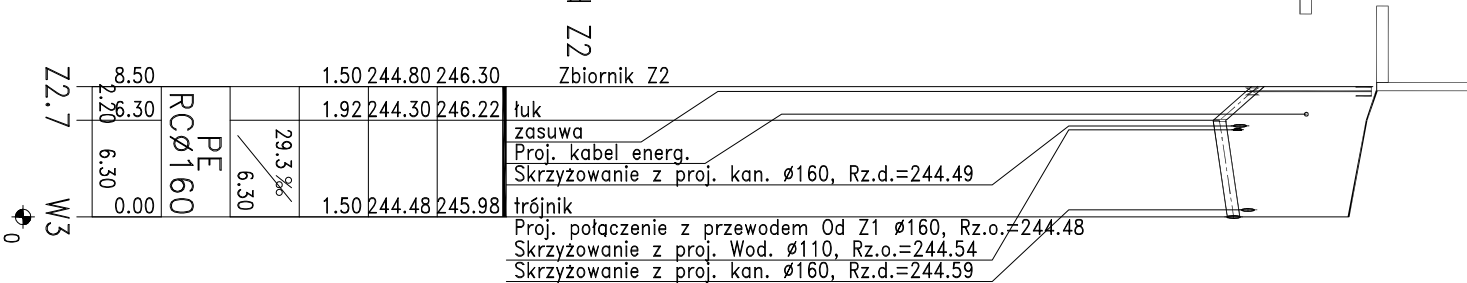 Z2
8.50 1.50 244.80 246.30 Zbiornik Z2
Z2.7
2.20
6.30 1.92 244.30 246.22 łuk
zasuwa
Proj. kabel energ.
Skrzyżowanie z proj. kan. ø160, Rz.d.=244.49
PE
RCø160
29.3 ‰
6.30
6.30
W3
0.00 1.50 244.48 245.98 trójnik
Proj. połączenie z przewodem Od Z1 ø160, Rz.o.=244.48
Skrzyżowanie z proj. Wod. ø110, Rz.o.=244.54
Skrzyżowanie z proj. kan. ø160, Rz.d.=244.59
0